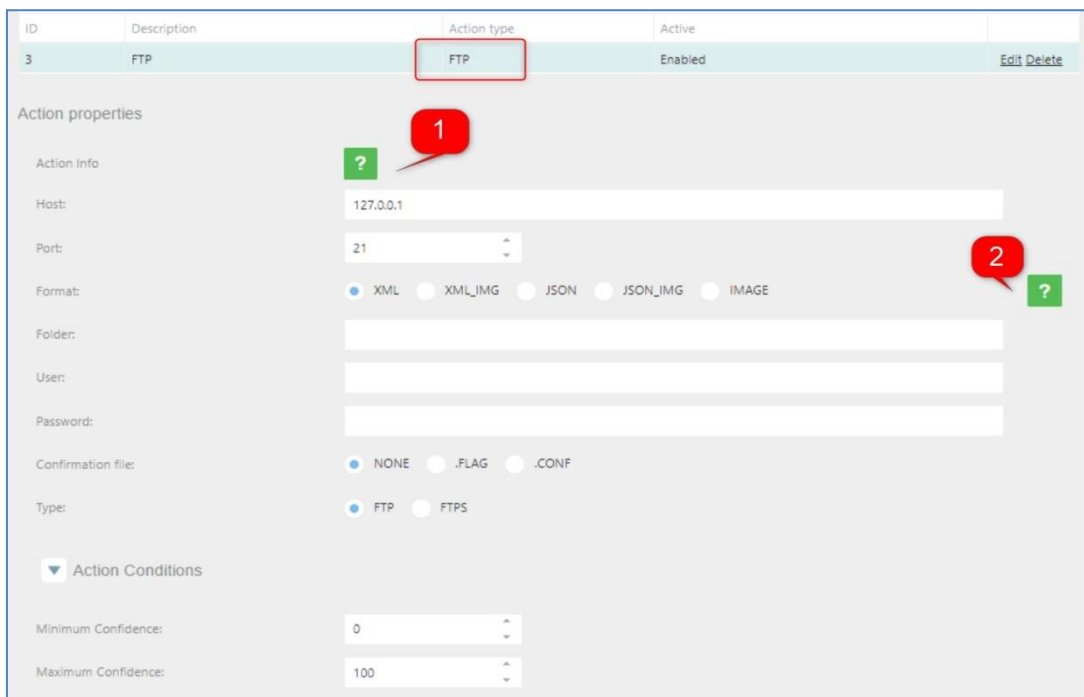 ID Description Action type Active
3 FTP FTP Enabled Edit Delete
Action properties
1
Action Info ?
Host: 127.0.0.1
Port: 21
2
Format: XML XML_IMG JSON JSON_IMG IMAGE ?
Folder:
User:
Password:
Confirmation file: NONE .FLAG .CONF
Type: FTP FTPS
Action Conditions
Minimum Confidence: 0
Maximum Confidence: 100